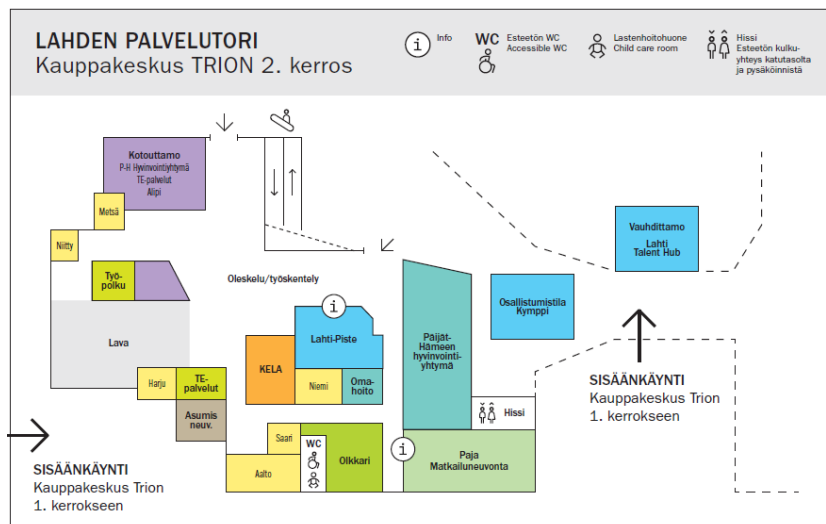 LAHDEN PALVELUTORI
Kauppakeskus TRION 2. kerros
i
Info
WC
Esteetön WC
Accessible WC
Lastenhoitohuone
Child care room
Hissi
Esteetön kulku-
yhteys katutasolta
ja pysäköinnistä
Kotouttamo
P-H Hyvinvointiyhtymä
TE-palvelut
Alipi
Metsä
Niitty
Työ-
polku
Oleskelu/työskentely
Lava
Harju
TE-
palvelut
Asumis
neuv.
KELA
i
Lahti-Piste
Niemi
Oma-
hoito
Päijät-
Hämeen
hyvinvointi-
yhtymä
Osallistumistila
Kymppi
Vauhdittamo
Lahti
Talent Hub
Hissi
Saari
Aalto
WC
Olkkari
i
Paja
Matkailuneuvonta
SISÄÄNKÄYNTI
Kauppakeskus Trion
1. kerrokseen
SISÄÄNKÄYNTI
Kauppakeskus Trion
1. kerrokseen